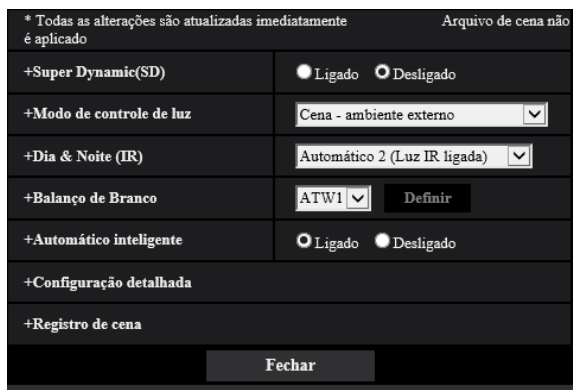 * Todas as alterações são atualizadas imediatamente Arquivo de cena não
é aplicado
+Super Dynamic(SD) Ligado Desligado
+Modo de controle de luz Cena - ambiente externo
+Dia & Noite (IR) Automático 2 (Luz IR ligada)
+Balanço de Branco ATW1 Definir
+Automático inteligente Ligado Desligado
+Configuração detalhada
+Registro de cena
Fechar